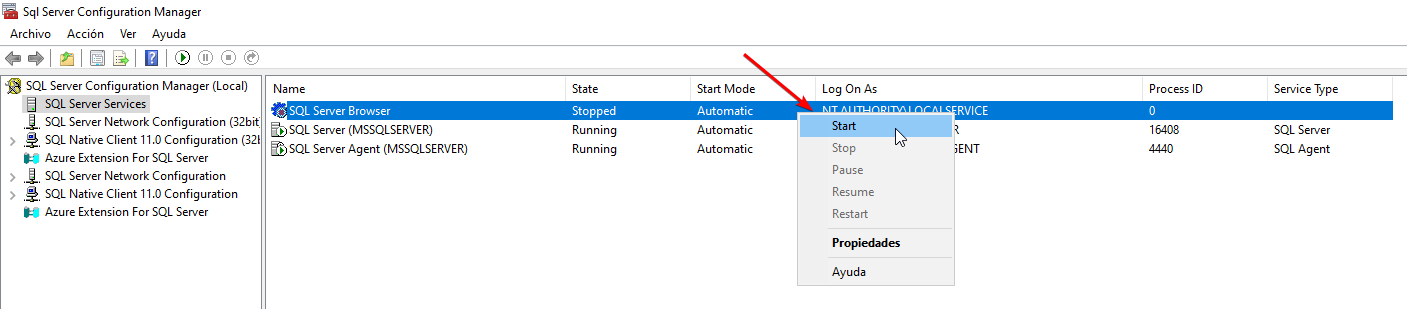 Sql Server Configuration Manager
Archivo Acción Ver Ayuda
SQL Server Configuration Manager (Local)
SQL Server Services
SQL Server Network Configuration (32bit)
SQL Native Client 11.0 Configuration (32b
Azure Extension For SQL Server
SQL Server Network Configuration
SQL Native Client 11.0 Configuration
Azure Extension For SQL Server
Name State Start Mode Log On As Process ID Service Type
SQL Server Browser Stopped Automatic NT AUTHORITY\LOCALSERVICE 0
SQL Server (MSSQLSERVER) Running Automatic R 16408 SQL Server
SQL Server Agent (MSSQLSERVER) Running Automatic GENT 4440 SQL Agent
Start
Stop
Pause
Resume
Restart
Propiedades
Ayuda